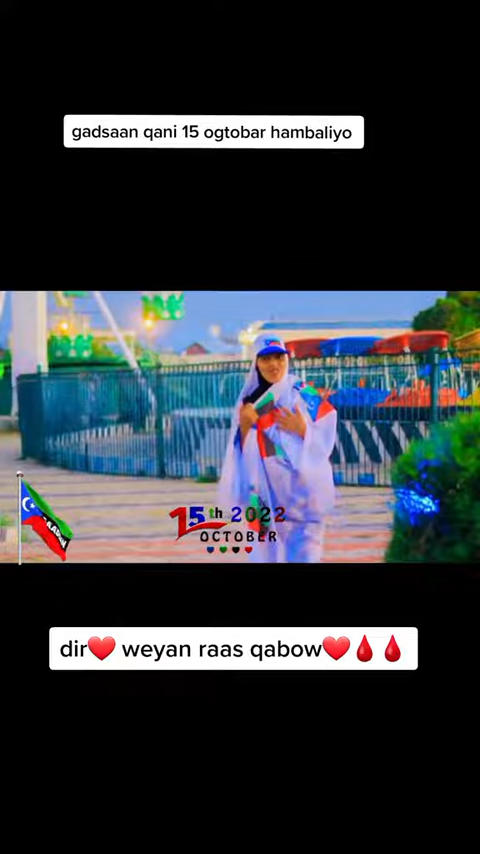 gadsaan qani 15 ogtobar hambaliyo
15th 2022
OCTOBER
dir❤️ weyan raas qabow❤️🩸🩸